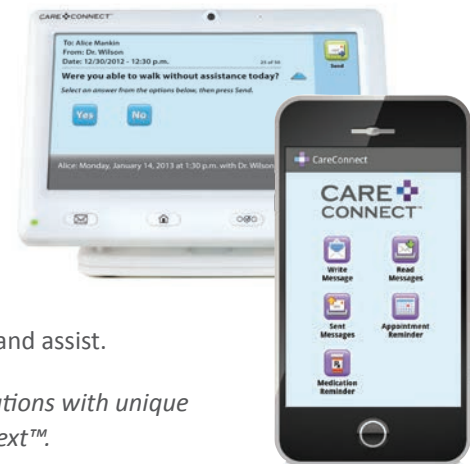 CARE CONNECT™
To: Alice Mankin
From: Dr. Wilson
Date: 12/30/2012 - 12:30 p.m.
Send
Were you able to walk without assistance today?
Select an answer from the options below, then press Send.
Yes No
Alice: Monday, January 14, 2013 at 1:30 p.m. with Dr. Wilson
CareConnect
CARE
CONNECT™
Write
Message
Read
Messages
Sent
Messages
Appointment
Reminder
Medication
Reminder
and assist.
ations with unique
ext™.